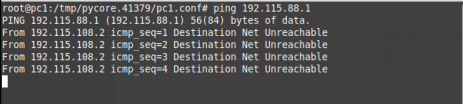 root@pc1:/tmp/pycore.41379/pc1.conf# ping 192.115.88.1
PING 192.115.88.1 (192.115.88.1) 56(84) bytes of data.
From 192.115.108.2 icmp_seq=1 Destination Net Unreachable
From 192.115.108.2 icmp_seq=2 Destination Net Unreachable
From 192.115.108.2 icmp_seq=3 Destination Net Unreachable
From 192.115.108.2 icmp_seq=4 Destination Net Unreachable